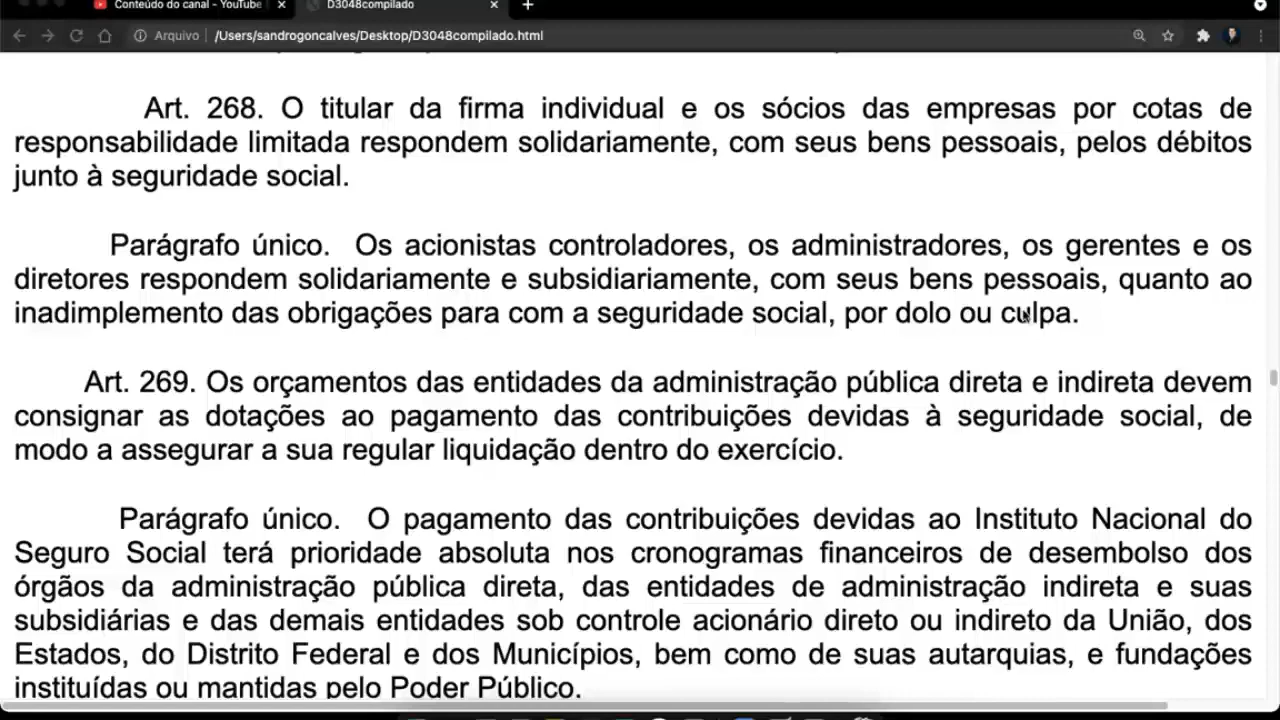 Conteúdo do canal - YouTube
D3048compilado
Arquivo
/Users/sandrogoncalves/Desktop/D3048compilado.html
Art. 268. O titular da firma individual e os sócios das empresas por cotas de
responsabilidade limitada respondem solidariamente, com seus bens pessoais, pelos débitos
junto à seguridade social.
Parágrafo único. Os acionistas controladores, os administradores, os gerentes e os
diretores respondem solidariamente e subsidiariamente, com seus bens pessoais, quanto ao
inadimplemento das obrigações para com a seguridade social, por dolo ou culpa.
Art. 269. Os orçamentos das entidades da administração pública direta e indireta devem
consignar as dotações ao pagamento das contribuições devidas à seguridade social, de
modo a assegurar a sua regular liquidação dentro do exercício.
Parágrafo único. O pagamento das contribuições devidas ao Instituto Nacional do
Seguro Social terá prioridade absoluta nos cronogramas financeiros de desembolso dos
órgãos da administração pública direta, das entidades de administração indireta e suas
subsidiárias e das demais entidades sob controle acionário direto ou indireto da União, dos
Estados, do Distrito Federal e dos Municípios, bem como de suas autarquias, e fundações
instituídas ou mantidas pelo Poder Público.